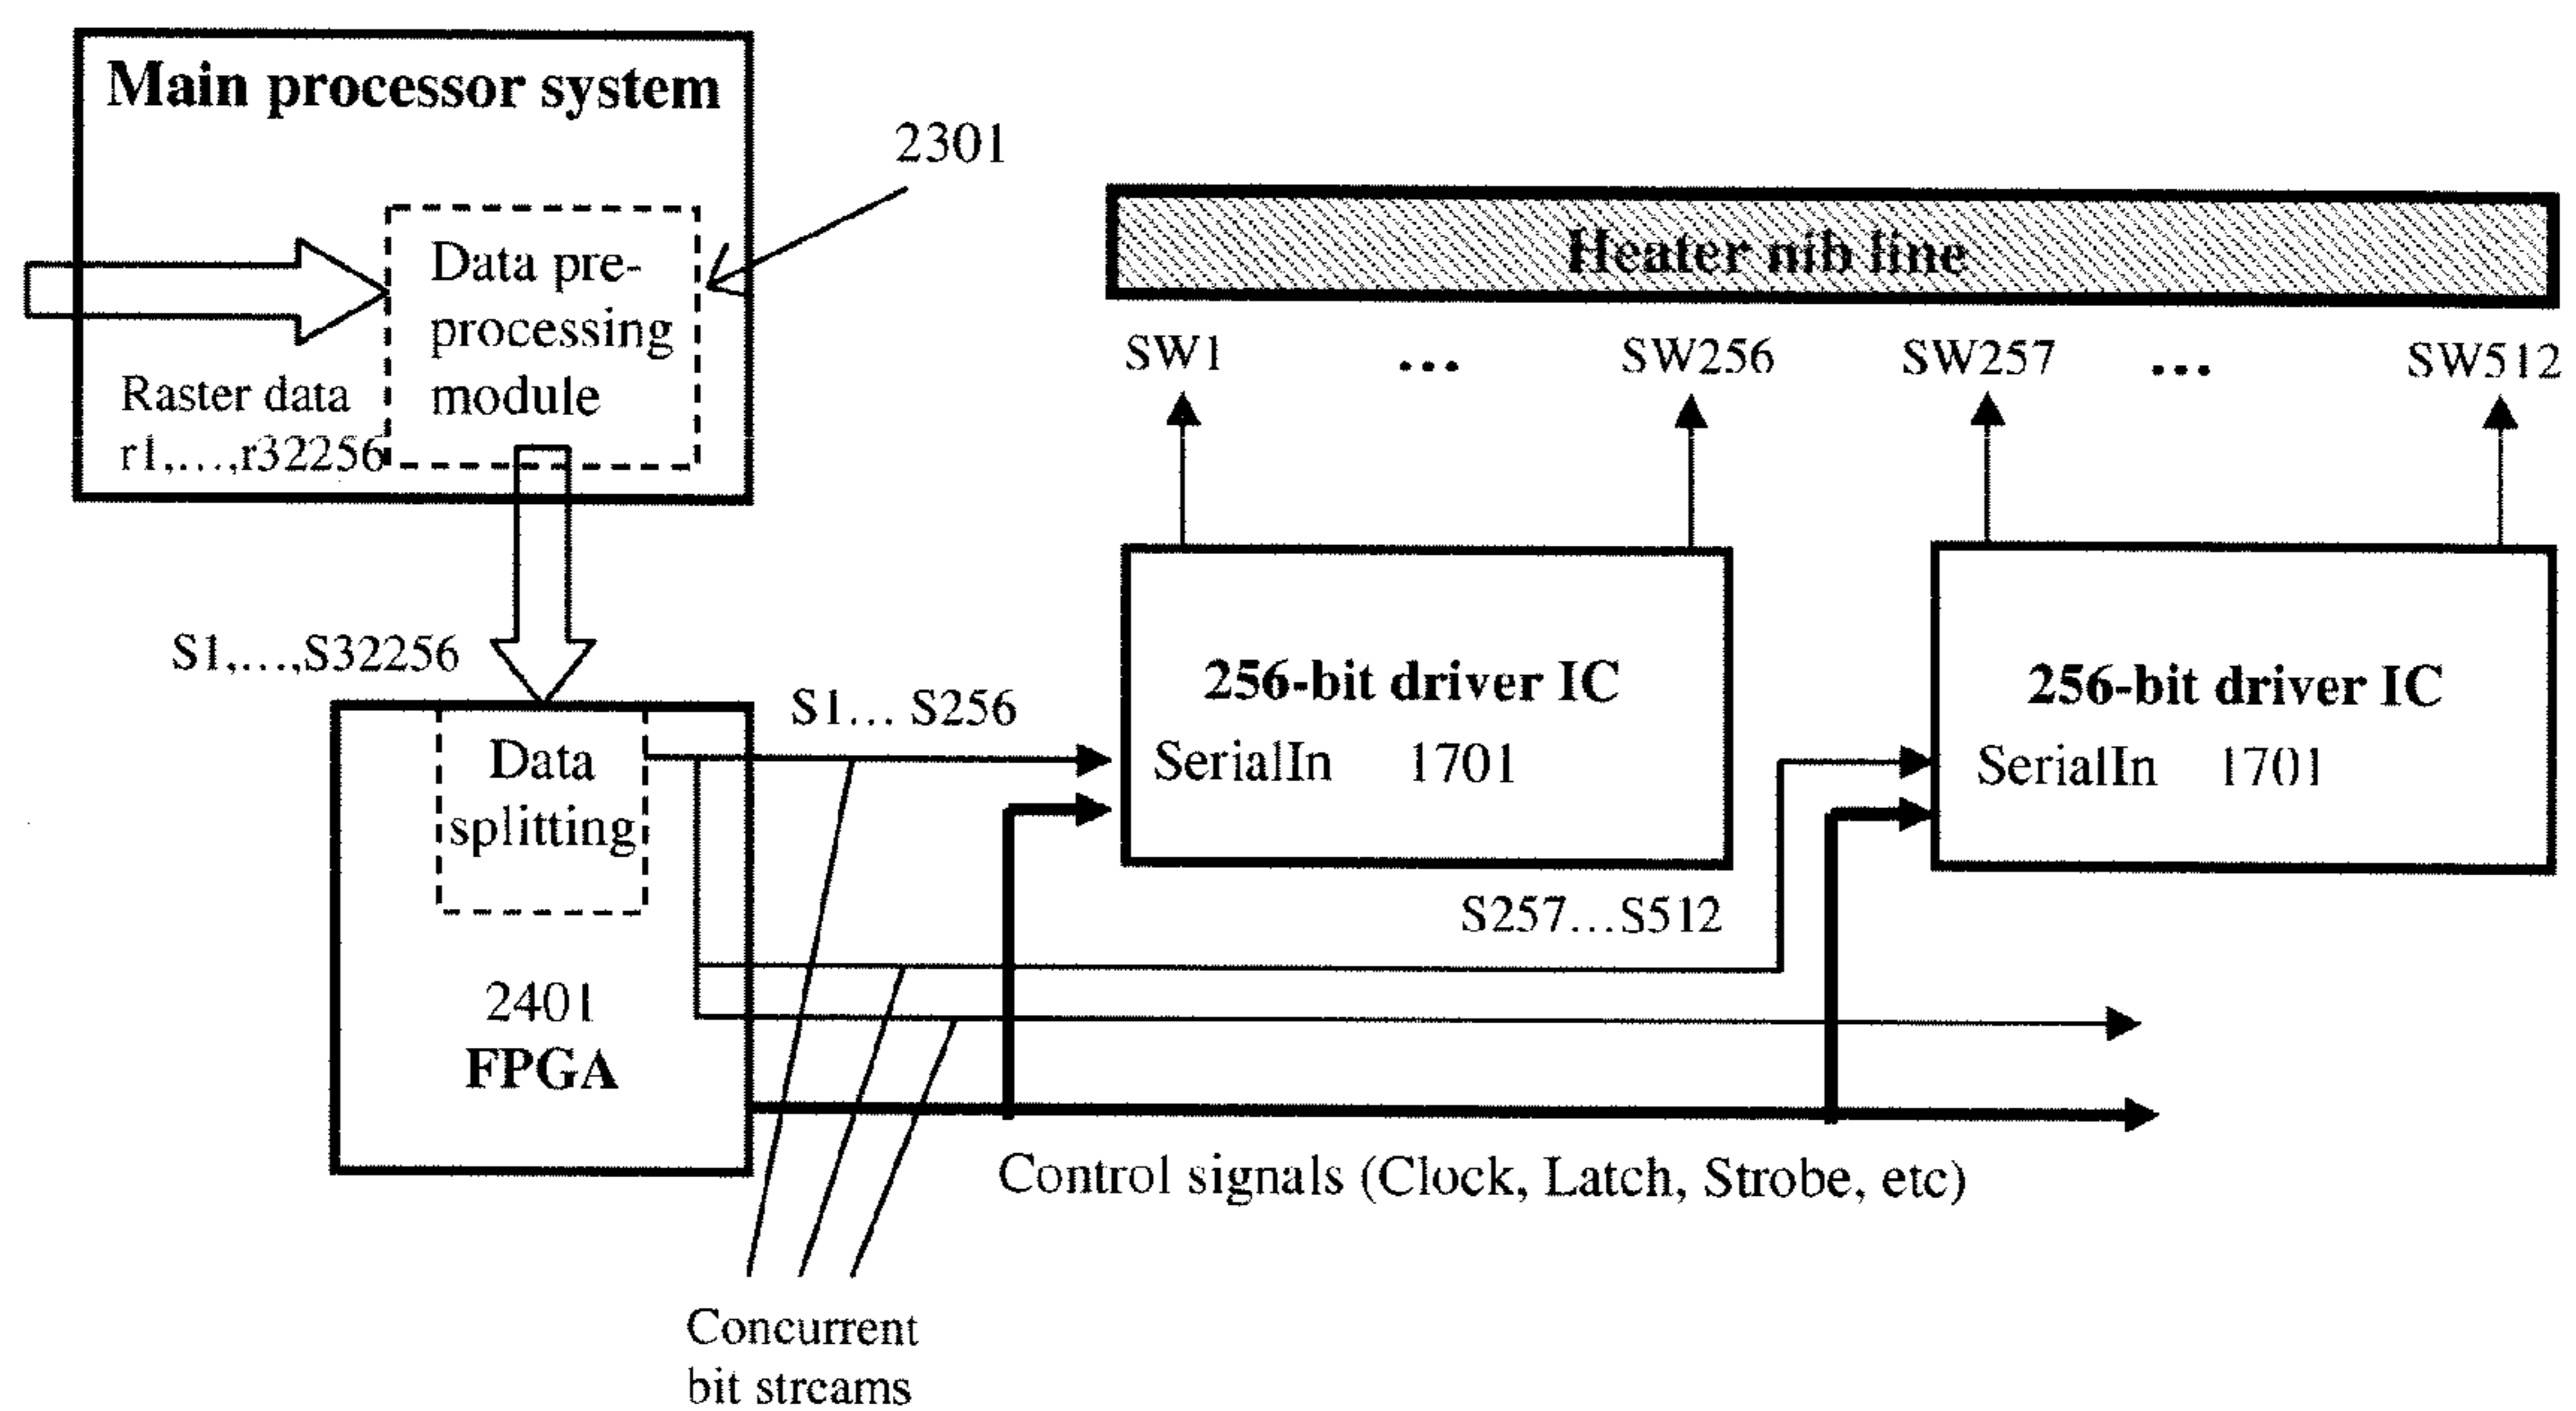 Main processor system
2301
Data pre-
processing
module
Raster data
r1,...,r32256
Heater nib line
SW1
...
SW256
SW257
...
SW512
S1,...,S32256
S1... S256
256-bit driver IC
SerialIn 1701
256-bit driver IC
SerialIn 1701
Data
splitting
S257...S512
2401
FPGA
Control signals (Clock, Latch, Strobe, etc)
Concurrent
bit streams